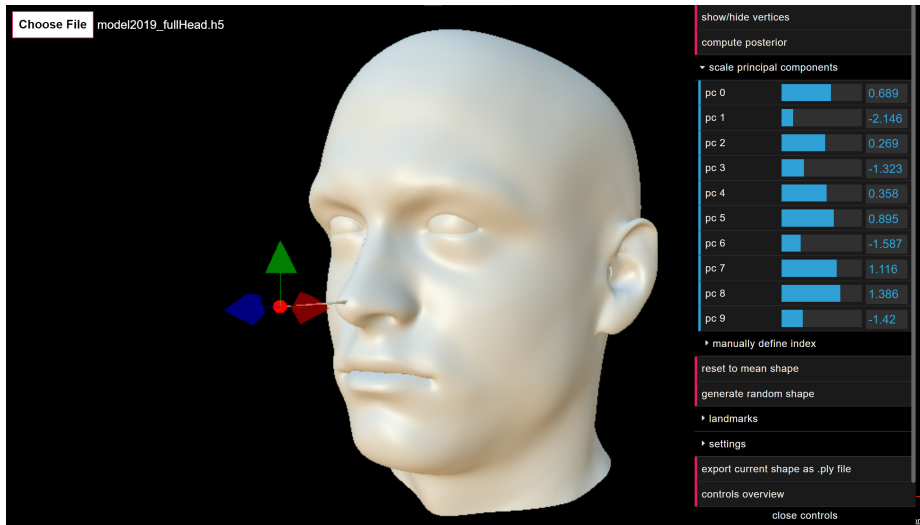 Choose File model2019_fullHead.h5
show/hide vertices
compute posterior
scale principal components
pc 0 0.689
pc 1 -2.146
pc 2 0.269
pc 3 -1.323
pc 4 0.358
pc 5 0.895
pc 6 -1.587
pc 7 1.116
pc 8 1.386
pc 9 -1.42
manually define index
reset to mean shape
generate random shape
landmarks
settings
export current shape as .ply file
controls overview
close controls